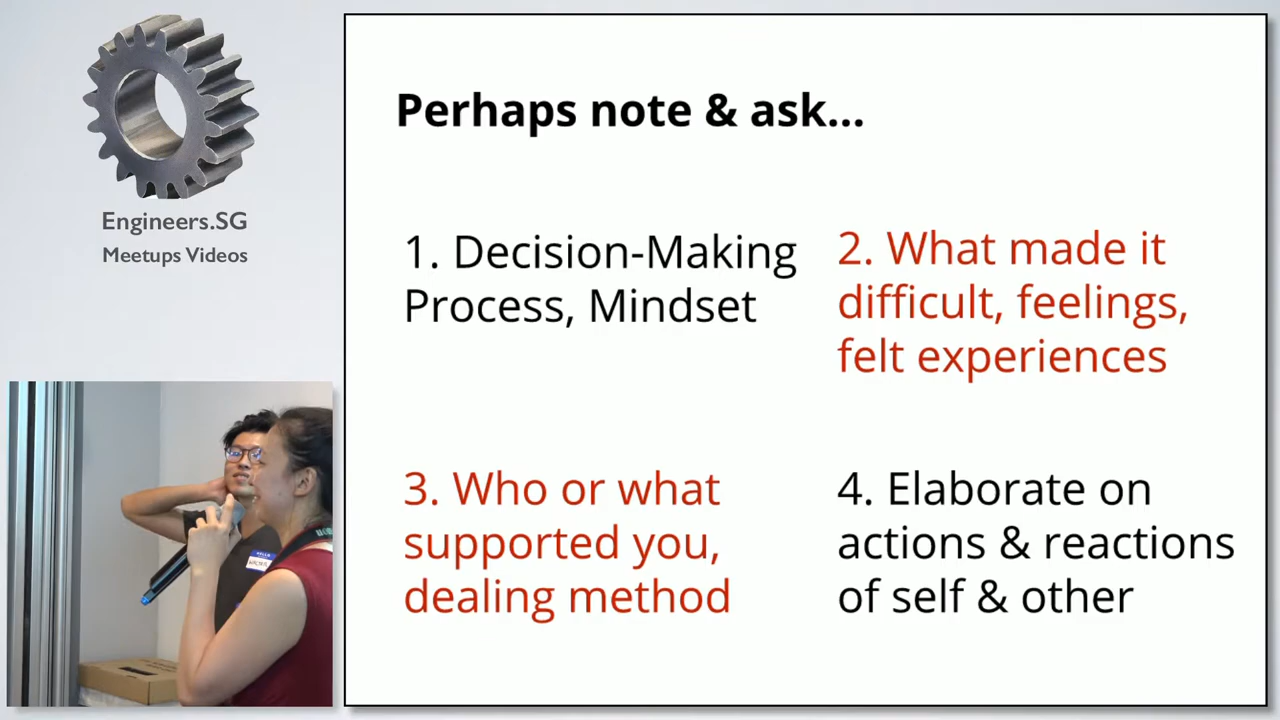 Engineers.SG
Meetups Videos
Perhaps note & ask...
1. Decision-Making
Process, Mindset
2. What made it
difficult, feelings,
felt experiences
3. Who or what
supported you,
dealing method
4. Elaborate on
actions & reactions
of self & other
HELLO